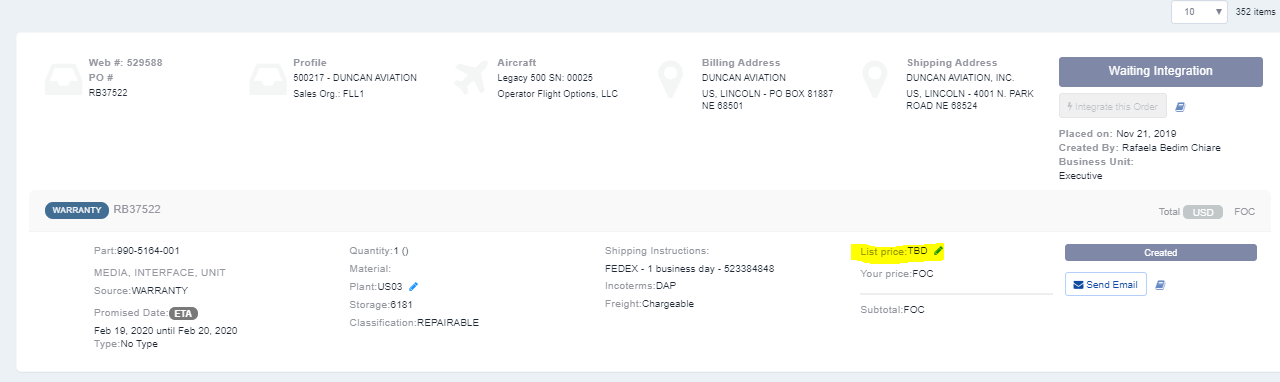 10 352 items
Web #: 529588
PO #
RB37522
Profile
500217 - DUNCAN AVIATION
Sales Org.: FLL1
Aircraft
Legacy 500 SN: 00025
Operator Flight Options, LLC
Billing Address
DUNCAN AVIATION
US, LINCOLN - PO BOX 81887
NE 68501
Shipping Address
DUNCAN AVIATION, INC.
US, LINCOLN - 4001 N. PARK
ROAD NE 68524
Waiting Integration
Integrate this Order
Placed on: Nov 21, 2019
Created By: Rafaela Bedim Chiare
Business Unit:
Executive
WARRANTY RB37522
Total USD FOC
Part:990-5164-001
MEDIA, INTERFACE, UNIT
Source:WARRANTY
Promised Date: ETA
Feb 19, 2020 until Feb 20, 2020
Type:No Type
Quantity:1 ()
Material:
Plant:US03
Storage:6181
Classification:REPAIRABLE
Shipping Instructions:
FEDEX - 1 business day - 523384848
Incoterms:DAP
Freight:Chargeable
List price:TBD
Your price:FOC
Subtotal:FOC
Created
Send Email